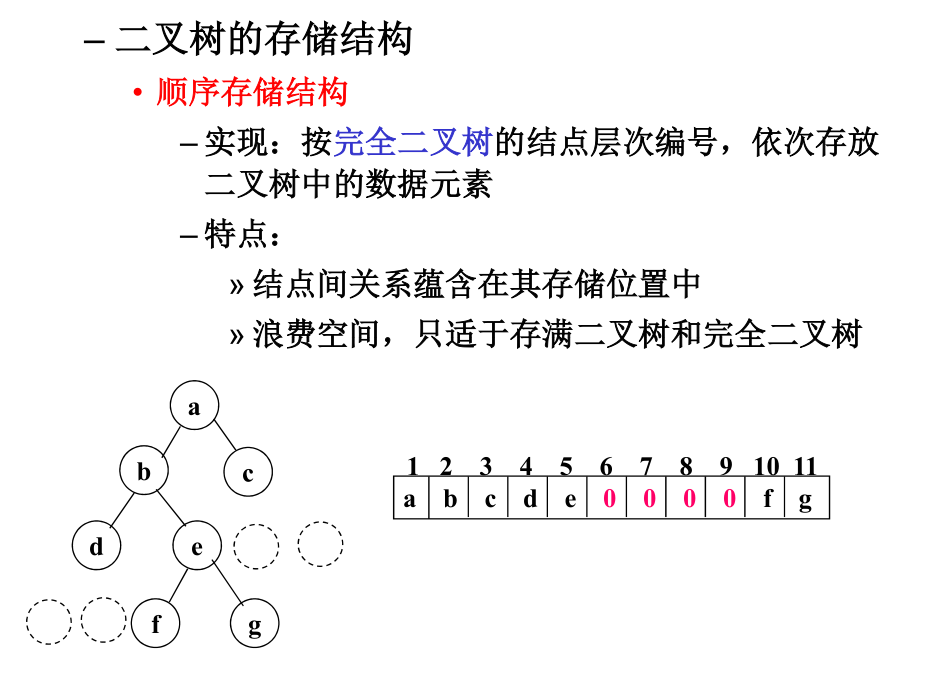 – 二叉树的存储结构
• 顺序存储结构
– 实现：按完全二叉树的结点层次编号，依次存放
二叉树中的数据元素
– 特点：
» 结点间关系蕴含在其存储位置中
» 浪费空间，只适于存满二叉树和完全二叉树
a
b c
d e
f g
1 2 3 4 5 6 7 8 9 10 11
a b c d e 0 0 0 0 f g